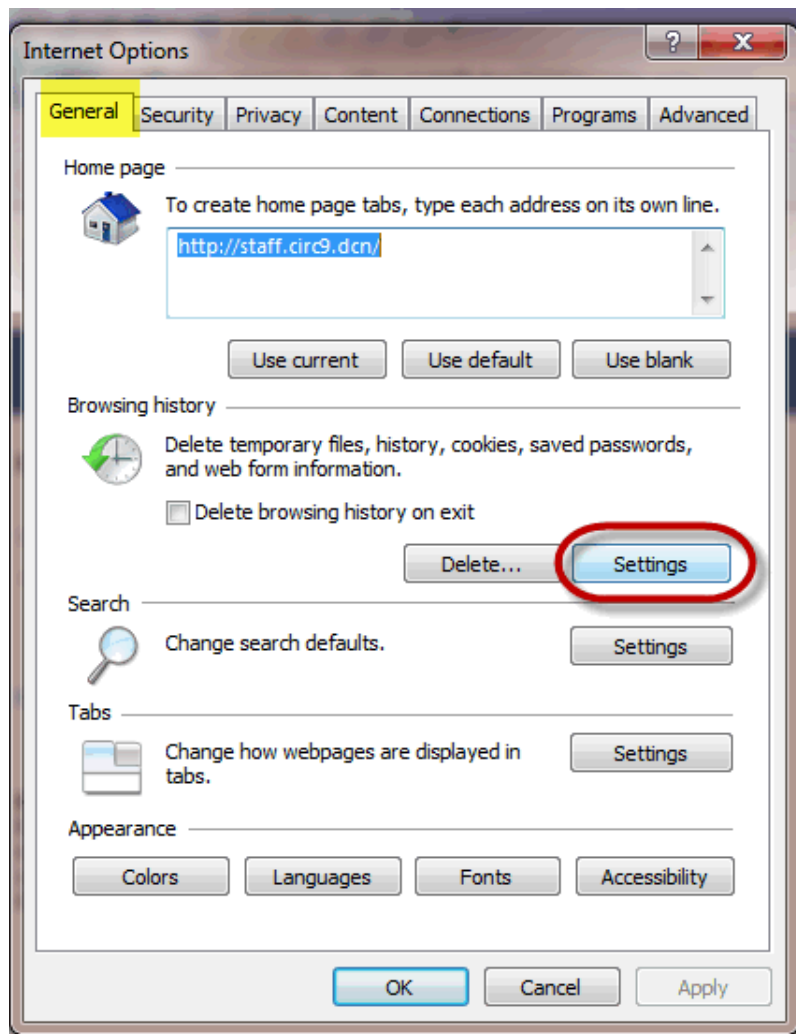 Internet Options
?
X
General Security Privacy Content Connections Programs Advanced
Home page
To create home page tabs, type each address on its own line.
http://staff.circ9.dcn/
Use current Use default Use blank
Browsing history
Delete temporary files, history, cookies, saved passwords,
and web form information.
Delete browsing history on exit
Delete... Settings
Search
Change search defaults. Settings
Tabs
Change how webpages are displayed in
tabs.
Settings
Appearance
Colors Languages Fonts Accessibility
OK Cancel Apply